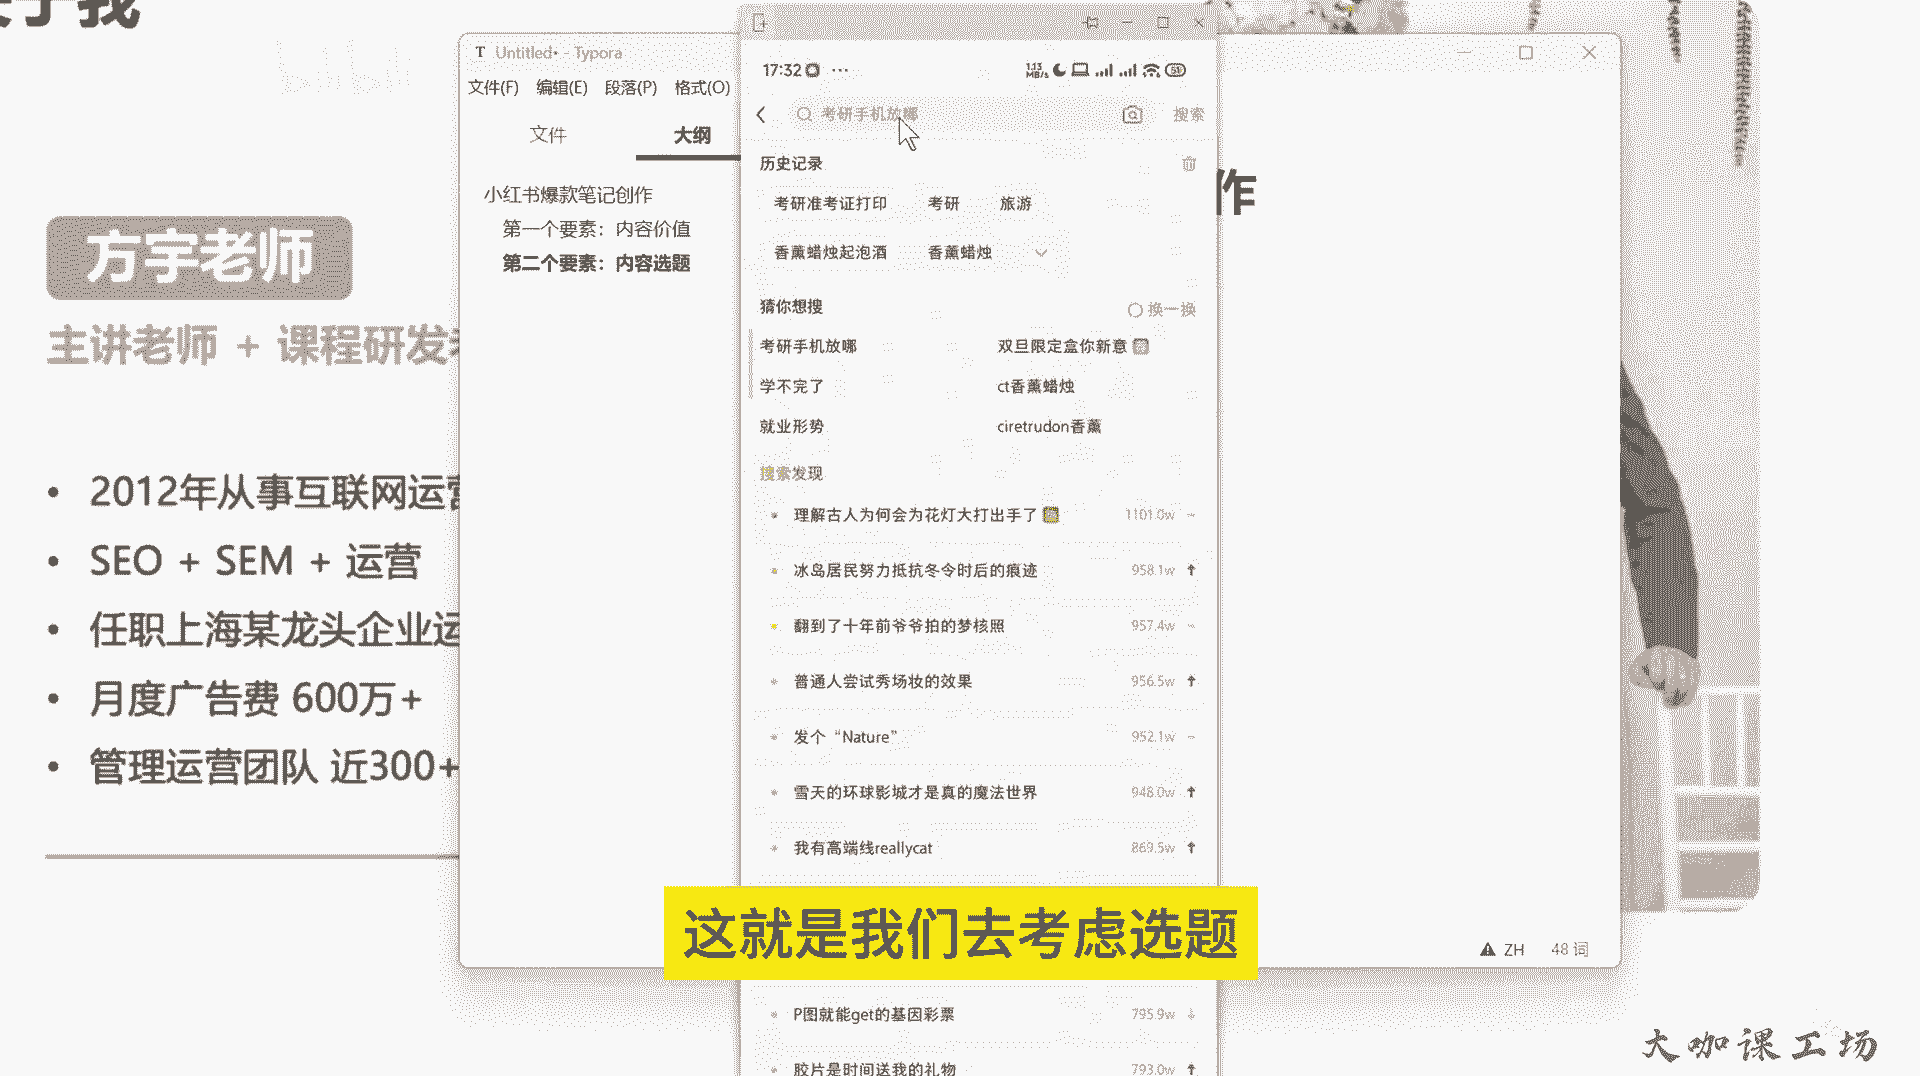 方宇老师
主讲老师 + 课程研发
• 2012年从事互联网运营
• SEO + SEM + 运营
• 任职上海某龙头企业运
• 月度广告费 600万+
• 管理运营团队 近300+
T Untitled• - Typora
文件(F) 编辑(E) 段落(P) 格式(O)
文件 大纲
小红书爆款笔记创作
第一个要素：内容价值
第二个要素：内容选题
作
17:32 ···
1.13 MB/s 51
考研手机放哪 搜索
历史记录
考研准考证打印 考研 旅游
香薰蜡烛起泡酒 香薰蜡烛
猜你想搜 换一换
考研手机放哪 双旦限定盒你新意
学不完了 ct香薰蜡烛
就业形势 ciretrudon香薰
搜索发现
理解古人为何会为花灯大打出手了 1101.0w
冰岛居民努力抵抗冬令时后的痕迹 958.1w
翻到了十年前爷爷拍的梦核照 957.4w
普通人尝试秀场妆的效果 956.5w
发个“Nature” 952.1w
雪天的环球影城才是真的魔法世界 948.0w
我有高端线reallycat 869.5w
这就是我们去考虑选题
P图就能get的基因彩票 795.9w
胶片是时间送我的礼物 793.0w
ZH 48 词
大咖课工场